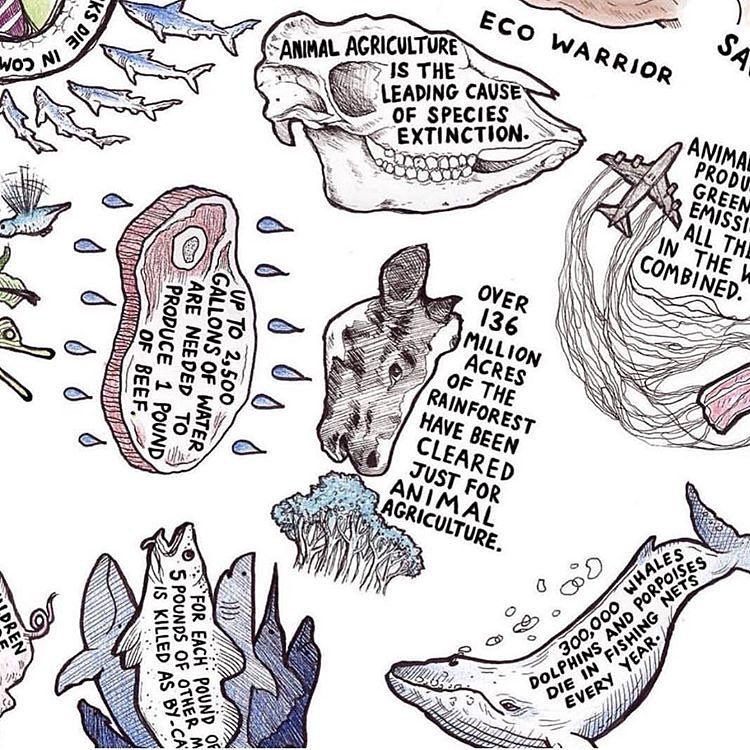 KS DIE IN COM
ECO WARRIOR
SA
ANIMAL AGRICULTURE
IS THE
LEADING CAUSE
OF SPECIES
EXTINCTION.
ANIMA
PRODU
GREEN
EMISSI
ALL THE
IN THE W
COMBINED.
UP TO 2,500
GALLONS OF WATER
ARE NEEDED TO
PRODUCE 1 POUND
OF BEEF.
OVER
136
MILLION
ACRES
OF THE
RAINFOREST
HAVE BEEN
CLEARED
JUST FOR
ANIMAL
AGRICULTURE.
FOR EACH POUND OF
5 POUNDS OF OTHER M
IS KILLED AS BY-CA
300,000 WHALES
DOLPHINS AND PORPOISES
DIE IN FISHING NETS
EVERY YEAR.